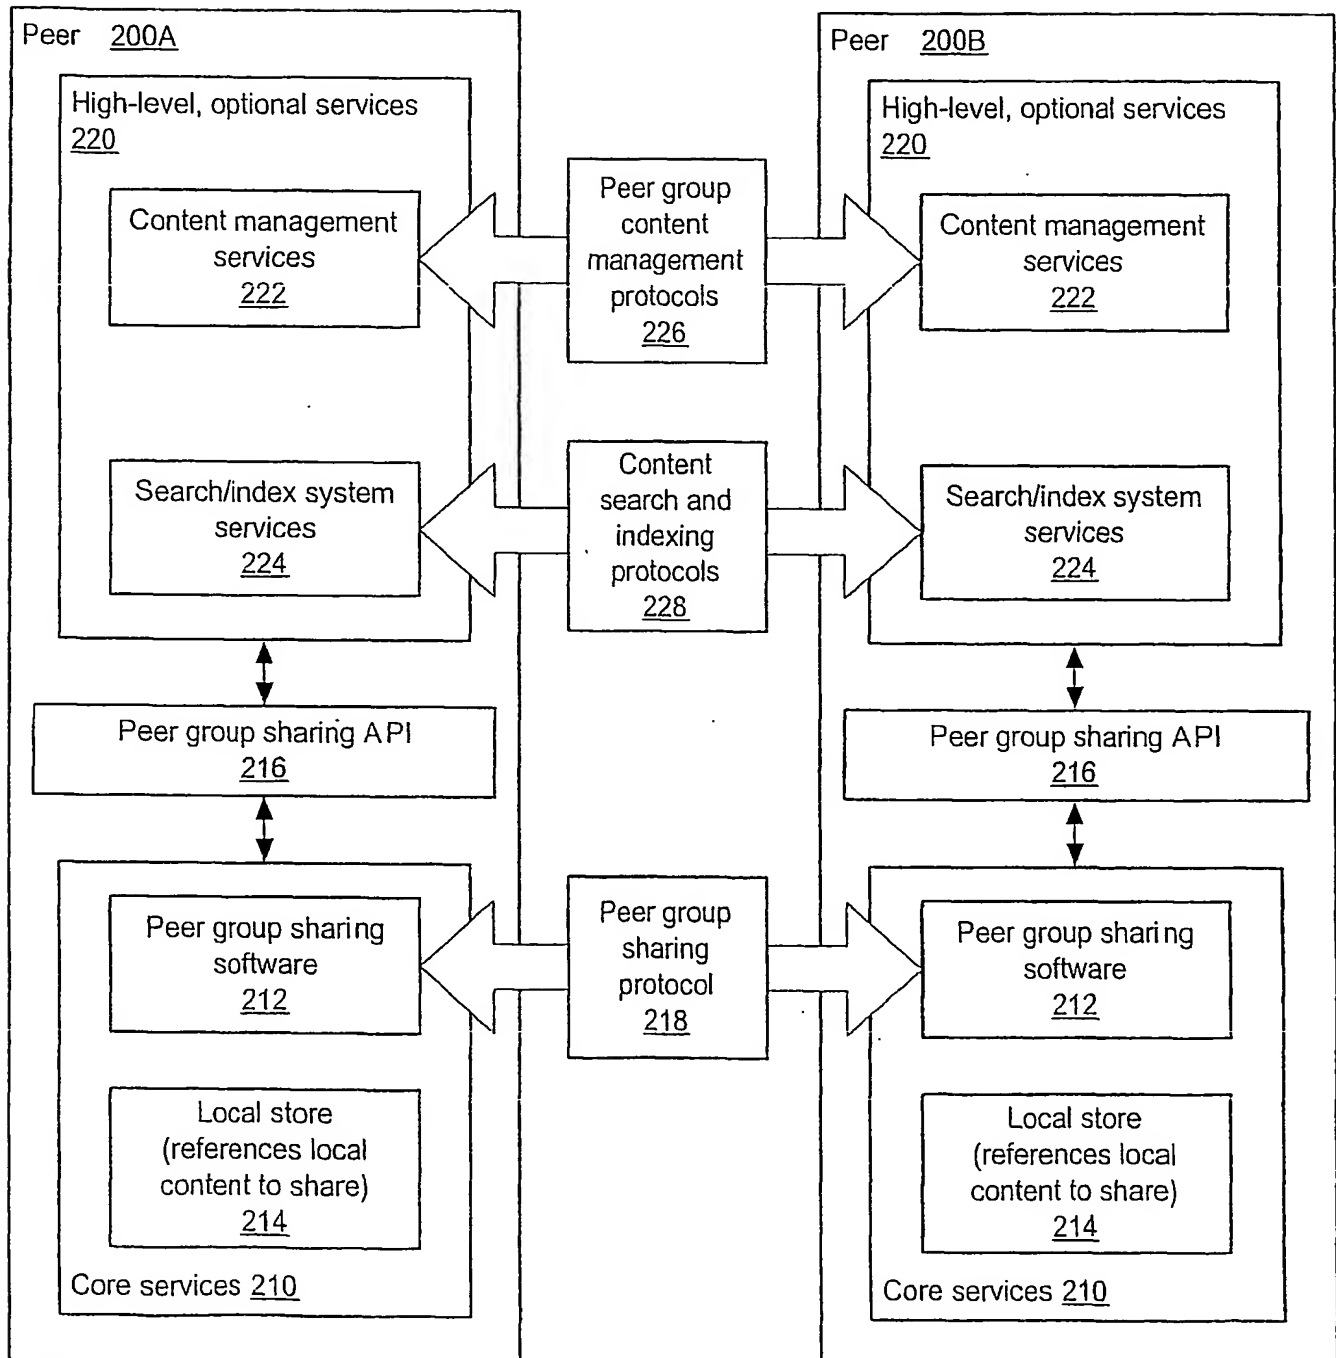 Peer 200A
High-level, optional services
220
Content management
services
222
Search/index system
services
224
Peer group sharing API
216
Peer group sharing
software
212
Local store
(references local
content to share)
214
Core services 210
Peer group
content
management
protocols
226
Content
search and
indexing
protocols
228
Peer group
sharing
protocol
218
Peer 200B
High-level, optional services
220
Content management
services
222
Search/index system
services
224
Peer group sharing API
216
Peer group sharing
software
212
Local store
(references local
content to share)
214
Core services 210